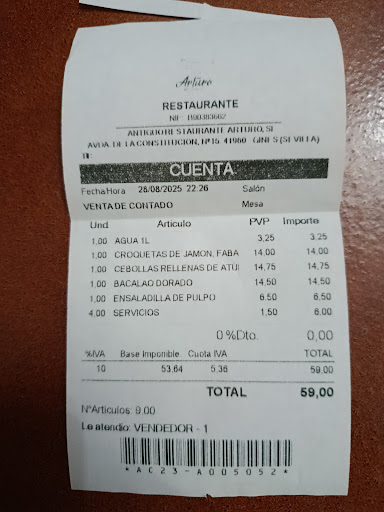 Arturo
RESTAURANTE
NIF: B90383662
ANTIGUO RESTAURANTE ARTURO, SL
AVDA. DE LA CONSTITUCION, Nº15 41960 GINES (SEVILLA)
CUENTA
Fecha Hora 28/08/2025 22:26 Salón
VENTA DE CONTADO Mesa
Und Articulo PVP Importe
1,00 AGUA 1L 3,25 3,25
1,00 CROQUETAS DE JAMON, FABA 14,00 14,00
1,00 CEBOLLAS RELLENAS DE ATÚ 14,75 14,75
1,00 BACALAO DORADO 14,50 14,50
1,00 ENSALADILLA DE PULPO 6,50 6,50
4,00 SERVICIOS 1,50 6,00
0 %Dto. 0,00
%IVA Base Imponible Cuota IVA TOTAL
10 53,64 5,36 59,00
TOTAL 59,00
NºArticulos: 9,00
Le atendio: VENDEDOR - 1
*AC23-A005052*